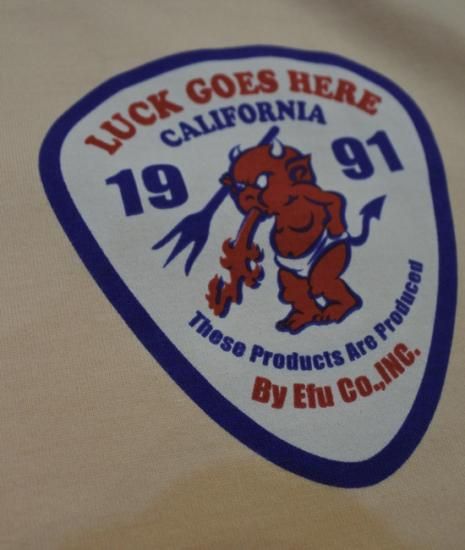 LUCK GOES HERE
CALIFORNIA
19 91
These Products Are Produced
By Efu Co.,INC.